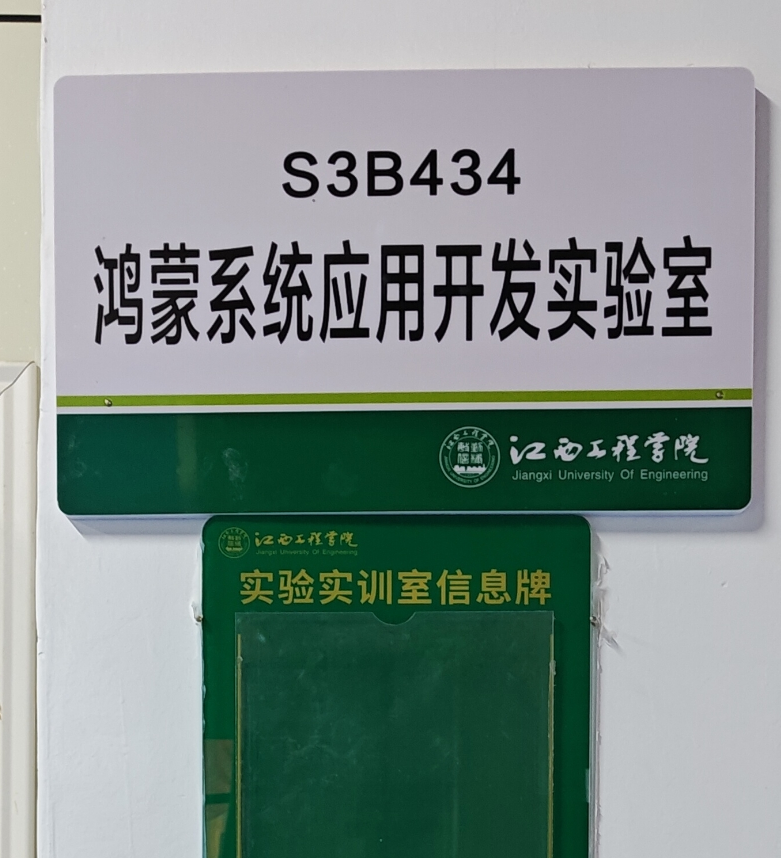 S3B434
鸿蒙系统应用开发实验室
江西工程学院
Jiangxi University Of Engineering
江西工程学院
Jiangxi University Of Engineering
实验实训室信息牌